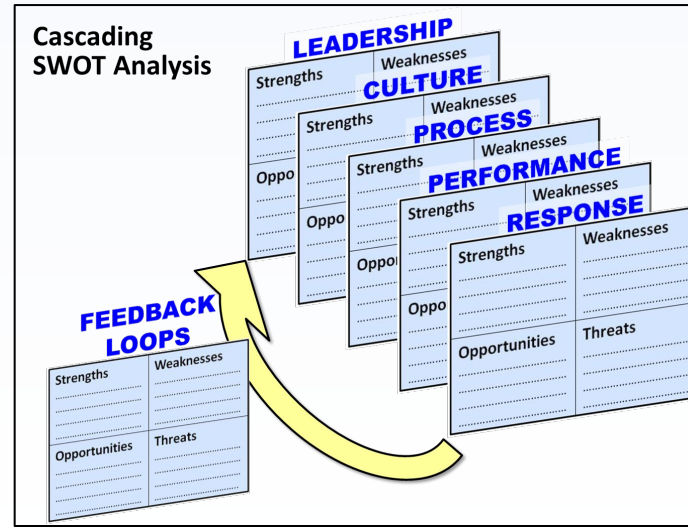 Cascading
SWOT Analysis
LEADERSHIP
Strengths
Weaknesses
Oppo
CULTURE
Strengths
Weaknesses
Oppo
PROCESS
Strengths
Weaknesses
Oppo
PERFORMANCE
Strengths
Weaknesses
Oppo
RESPONSE
Strengths
Weaknesses
Opportunities
Threats
FEEDBACK
LOOPS
Strengths
Weaknesses
Opportunities
Threats